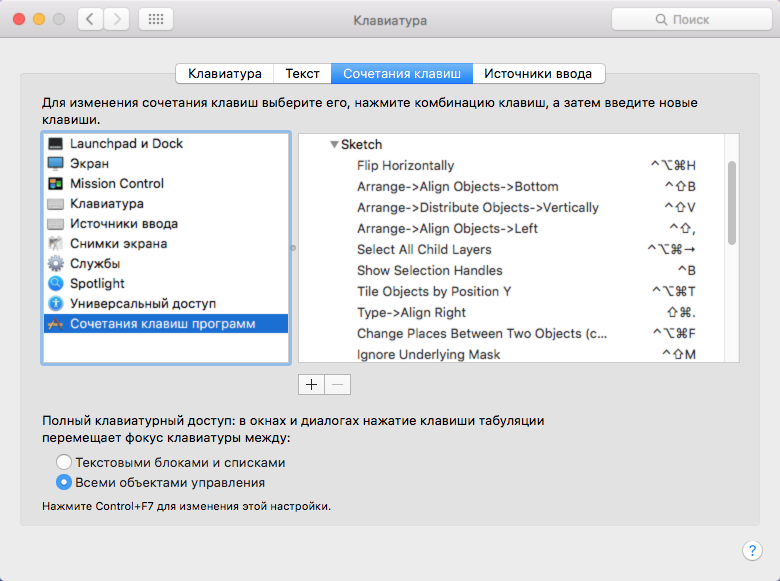 Клавиатура
Поиск
Клавиатура Текст Сочетания клавиш Источники ввода
Для изменения сочетания клавиш выберите его, нажмите комбинацию клавиш, а затем введите новые
клавиши.
Launchpad и Dock
Экран
Mission Control
Клавиатура
Источники ввода
Снимки экрана
Службы
Spotlight
Универсальный доступ
Сочетания клавиш программ
Sketch
Flip Horizontally ^⌥⌘H
Arrange->Align Objects->Bottom ^⇧B
Arrange->Distribute Objects->Vertically ^⇧V
Arrange->Align Objects->Left ^⇧,
Select All Child Layers ^⌥⌘→
Show Selection Handles ^B
Tile Objects by Position Y ^⌥⌘T
Type->Align Right ⇧⌘.
Change Places Between Two Objects (c... ^⌥⌘F
Ignore Underlying Mask ^⇧M
Полный клавиатурный доступ: в окнах и диалогах нажатие клавиши табуляции
перемещает фокус клавиатуры между:
Текстовыми блоками и списками
Всеми объектами управления
Нажмите Control+F7 для изменения этой настройки.
?